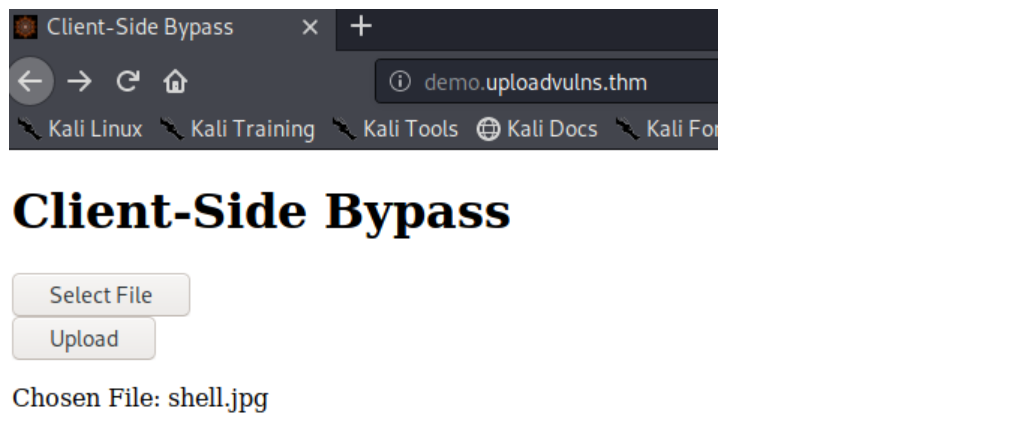 Client-Side Bypass
demo.uploadvulns.thm
Kali Linux Kali Training Kali Tools Kali Docs Kali For
Client-Side Bypass
Select File
Upload
Chosen File: shell.jpg